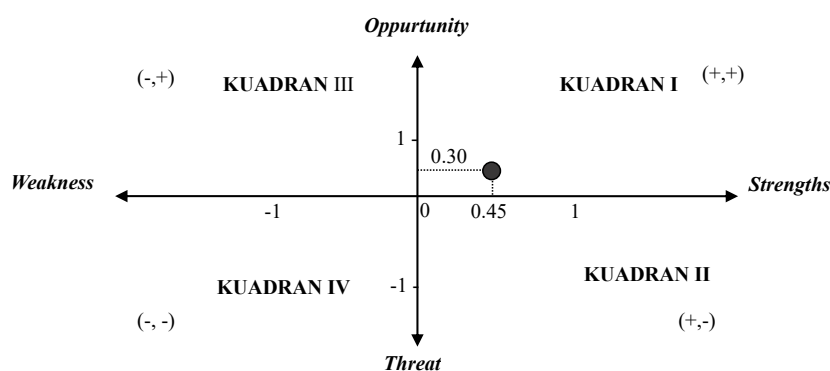 Oppurtunity
(-,+)
KUADRAN III
KUADRAN I
(+,+)
1
0.30
Weakness
Strengths
-1
0
0.45
1
KUADRAN IV
-1
KUADRAN II
(-, -)
(+,-)
Threat